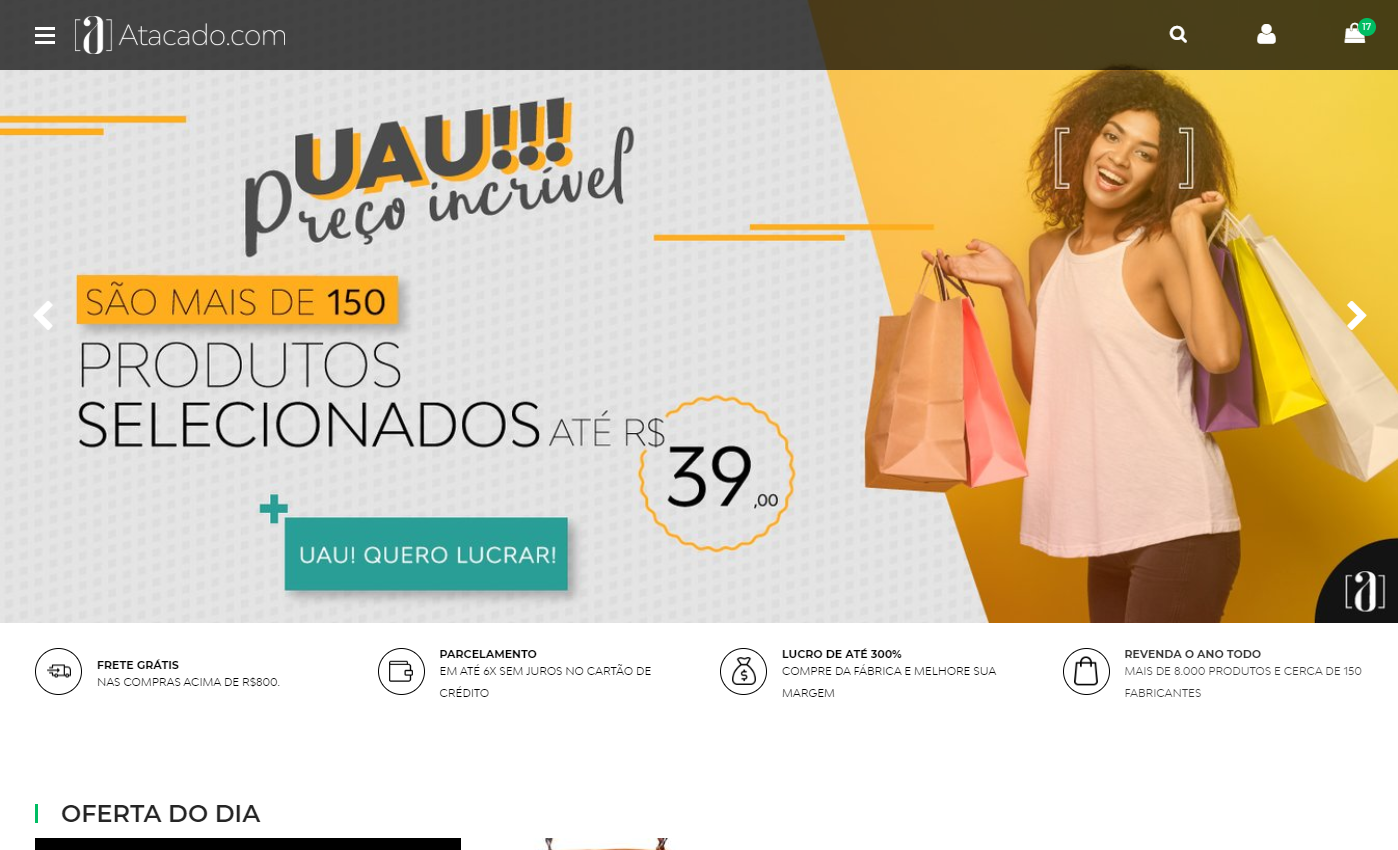 [a] Atacado.com
17
UAU!!!
Preço incrível
SÃO MAIS DE 150
PRODUTOS
SELECIONADOS ATÉ R$
39,00
UAU! QUERO LUCRAR!
[a]
FRETE GRÁTIS
NAS COMPRAS ACIMA DE R$800.
PARCELAMENTO
EM ATÉ 6X SEM JUROS NO CARTÃO DE
CRÉDITO
LUCRO DE ATÉ 300%
COMPRE DA FÁBRICA E MELHORE SUA
MARGEM
REVENDA O ANO TODO
MAIS DE 8.000 PRODUTOS E CERCA DE 150
FABRICANTES
OFERTA DO DIA